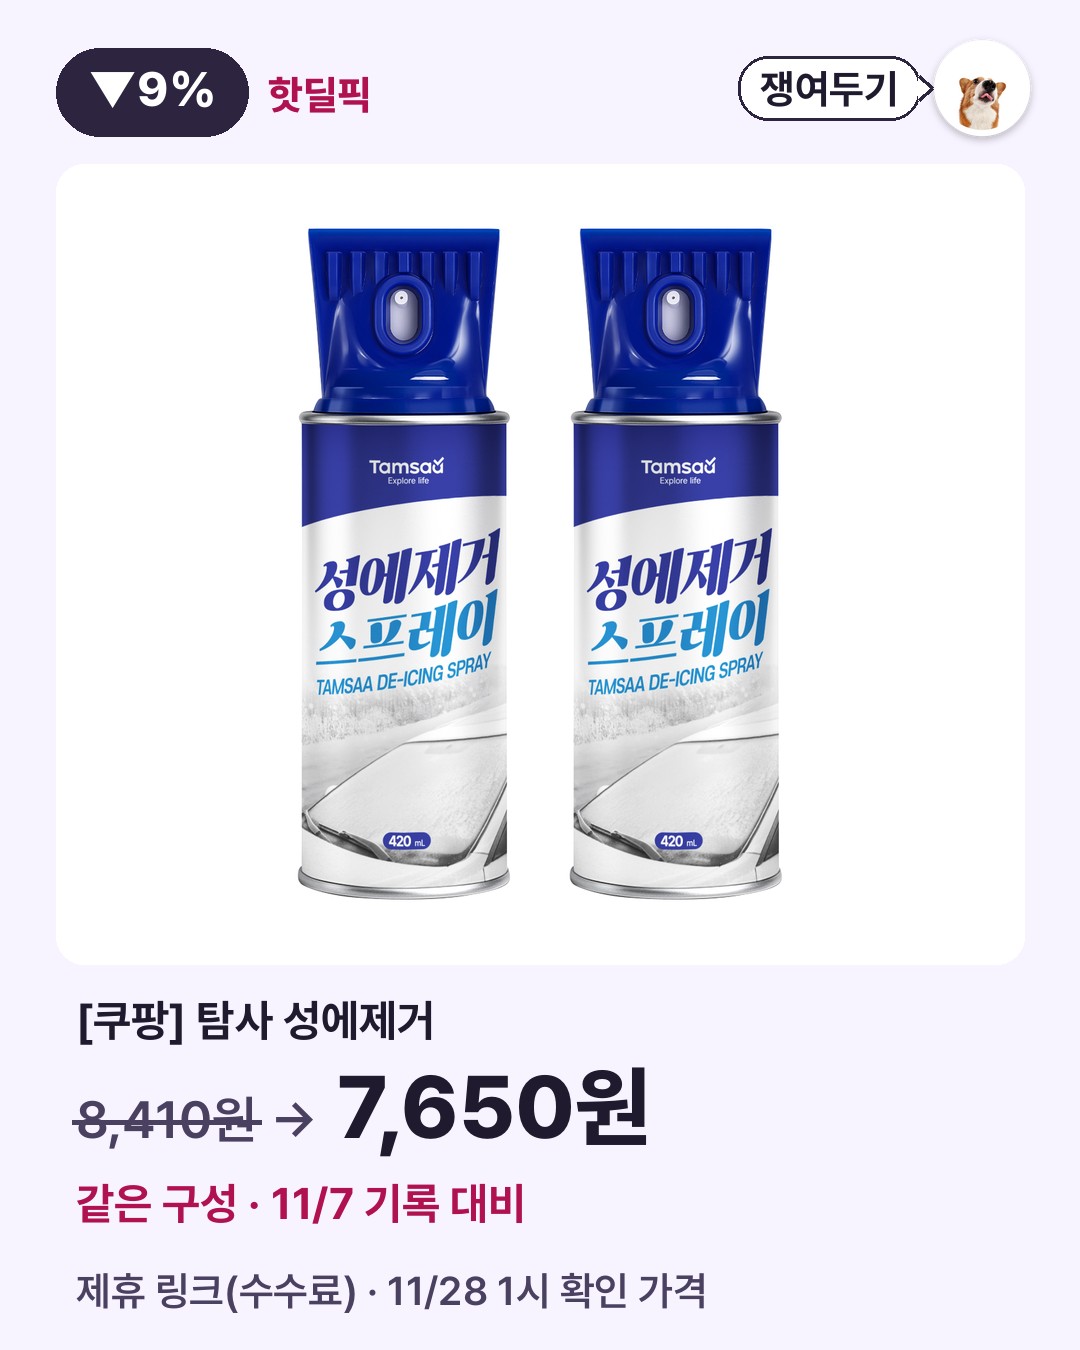 ▼9% 핫딜픽
쟁여두기
Tamsaa
Explore life
성에제거
스프레이
TAMSAA DE-ICING SPRAY
420 mL
Tamsaa
Explore life
성에제거
스프레이
TAMSAA DE-ICING SPRAY
420 mL
[쿠팡] 탐사 성에제거
8,410원 → 7,650원
같은 구성 · 11/7 기록 대비
제휴 링크(수수료) · 11/28 1시 확인 가격